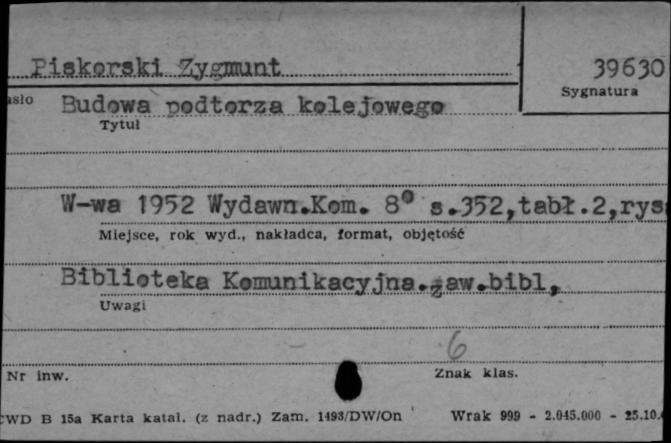 Piskorski Zygmunt
39630
Sygnatura
Budowa podtorza kolejowego
Tytuł
W-wa 1952 Wydawn.Kom. 8° s.352,tabł.2,rys
Miejsce, rok wyd., nakładca, format, objętość
Biblioteka Komunikacyjna.zaw.bibl,
Uwagi
6
Nr inw.
Znak klas.
CWD B 15a Karta katal. (z nadr.) Zam. 1493/DW/On Wrak 999 - 2.045.000 - 25.10.